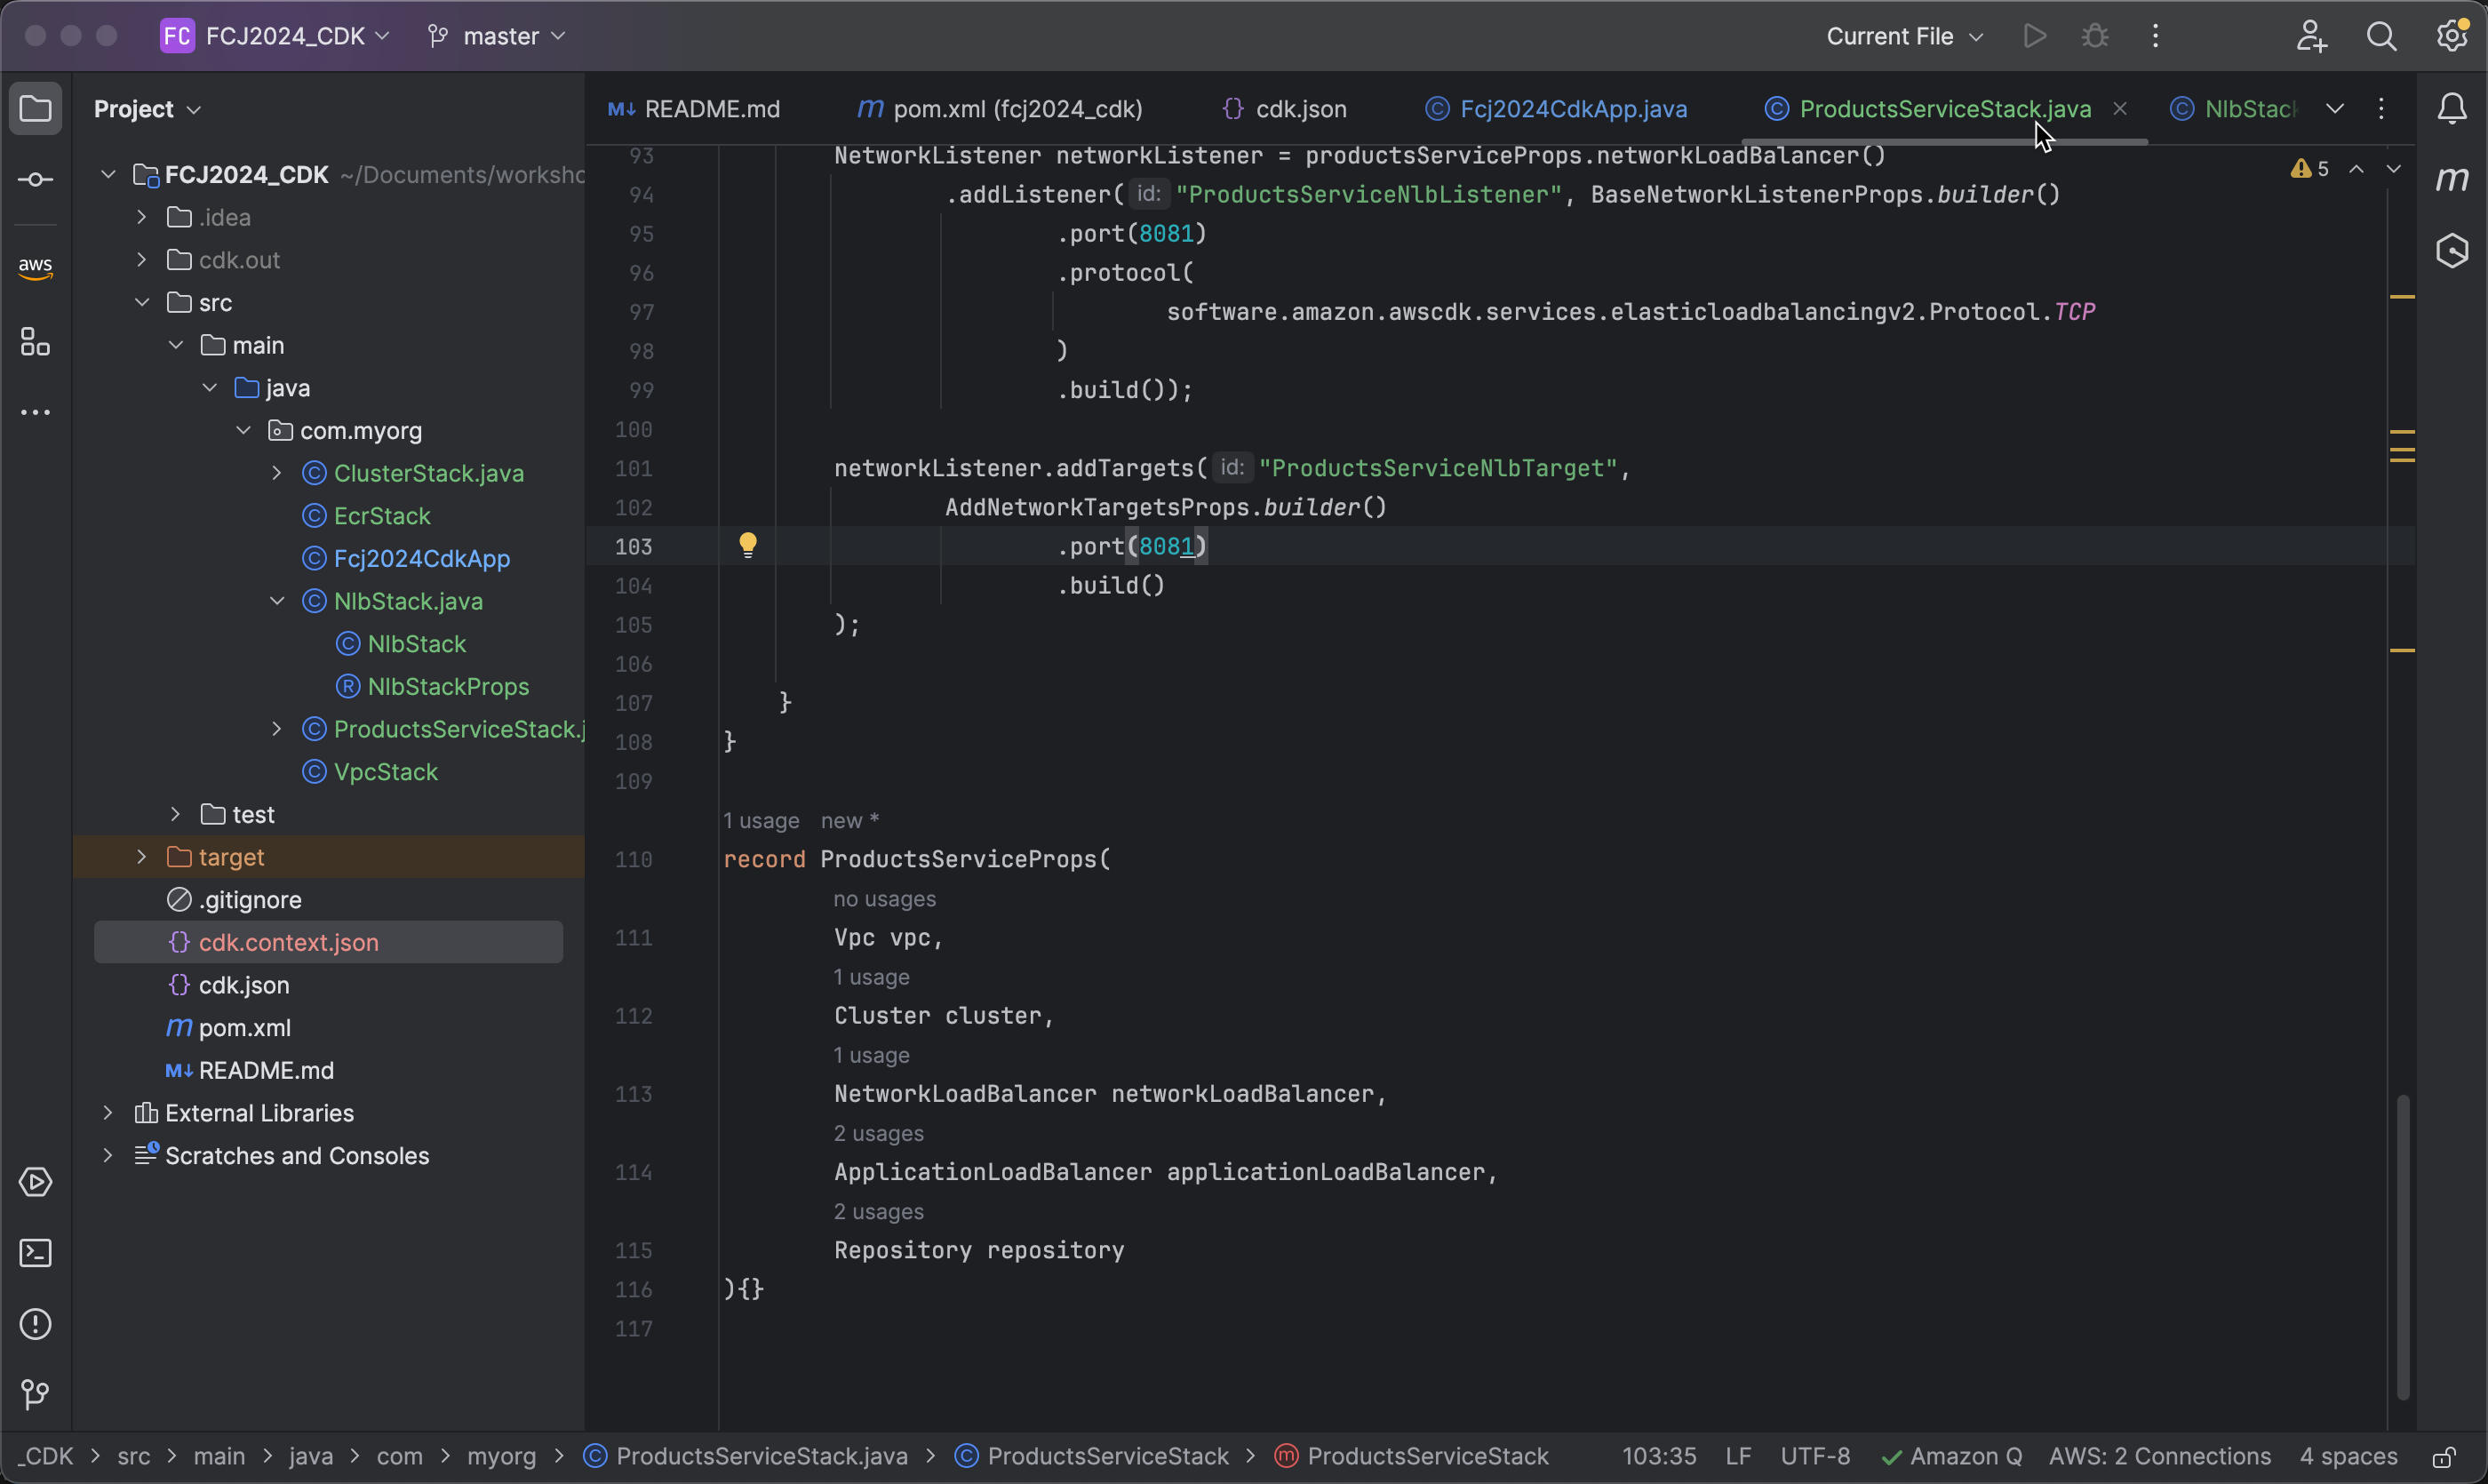 FC FCJ2024_CDK master Current File
Project
README.md pom.xml (fcj2024_cdk) cdk.json Fcj2024CdkApp.java ProductsServiceStack.java NlbStack
FCJ2024_CDK ~/Documents/worksho
.idea
cdk.out
src
main
java
com.myorg
ClusterStack.java
EcrStack
Fcj2024CdkApp
NlbStack.java
NlbStack
NlbStackProps
ProductsServiceStack.j
VpcStack
test
target
.gitignore
cdk.context.json
cdk.json
pom.xml
README.md
External Libraries
Scratches and Consoles
aws
5
93 NetworkListener networkListener = productsServiceProps.networkLoadBalancer()
94 .addListener( id: "ProductsServiceNlbListener", BaseNetworkListenerProps.builder()
95 .port(8081)
96 .protocol(
97 software.amazon.awscdk.services.elasticloadbalancingv2.Protocol.TCP
98 )
99 .build());
100
101 networkListener.addTargets( id: "ProductsServiceNlbTarget",
102 AddNetworkTargetsProps.builder()
103 .port(8081)
104 .build()
105 );
106
107 }
108 }
109
1 usage new *
110 record ProductsServiceProps(
no usages
111 Vpc vpc,
1 usage
112 Cluster cluster,
1 usage
113 NetworkLoadBalancer networkLoadBalancer,
2 usages
114 ApplicationLoadBalancer applicationLoadBalancer,
2 usages
115 Repository repository
116 ){}
117
_CDK > src > main > java > com > myorg > ProductsServiceStack.java > ProductsServiceStack > ProductsServiceStack 103:35 LF UTF-8 Amazon Q AWS: 2 Connections 4 spaces